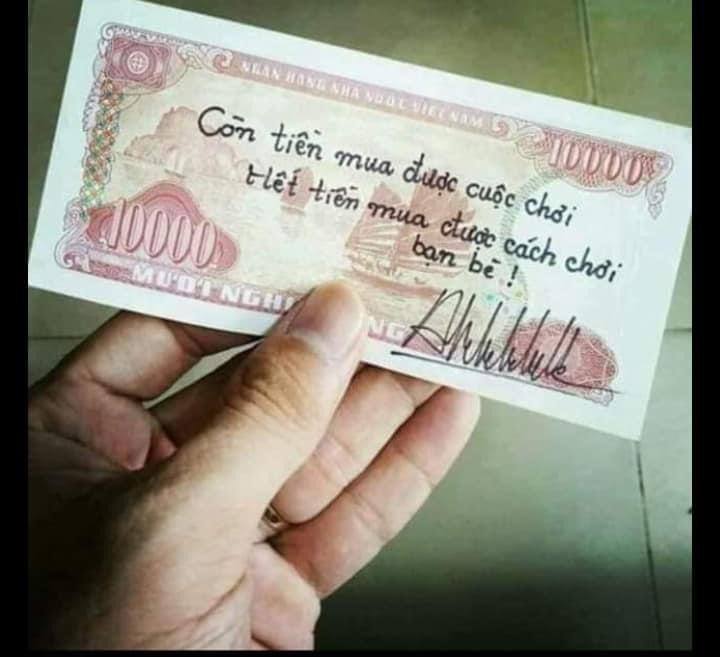 NGÂN HÀNG NHÀ NƯỚC VIỆT NAM
10000
Còn tiền mua được cuộc chơi
Hết tiền mua được cách chơi
bạn bè !
10000
MƯỜI NGH
NG